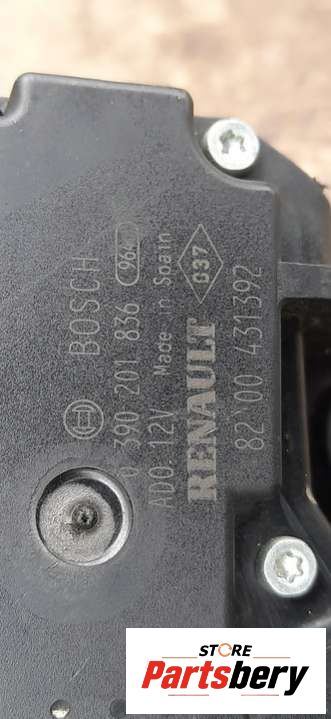 BOSCH 964
0 390 201 836
AD0. 12V Made in Spain
RENAULT 037
82'00 431392
STORE
Partsbery